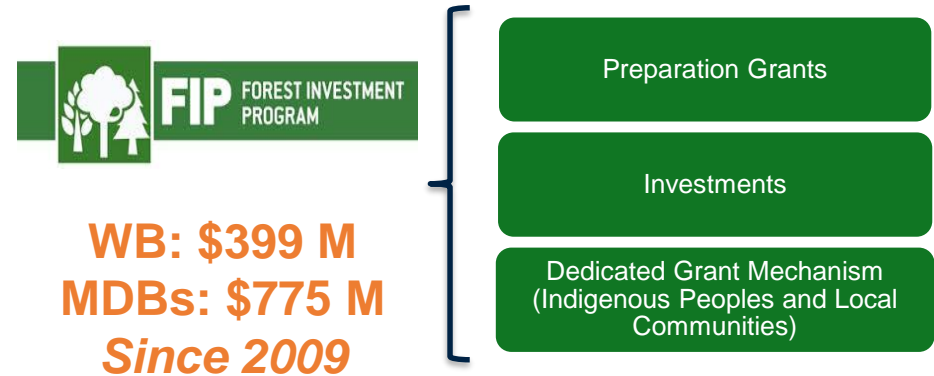 FIP FOREST INVESTMENT
PROGRAM
WB: $399 M
MDBs: $775 M
Since 2009
Preparation Grants
Investments
Dedicated Grant Mechanism
(Indigenous Peoples and Local
Communities)